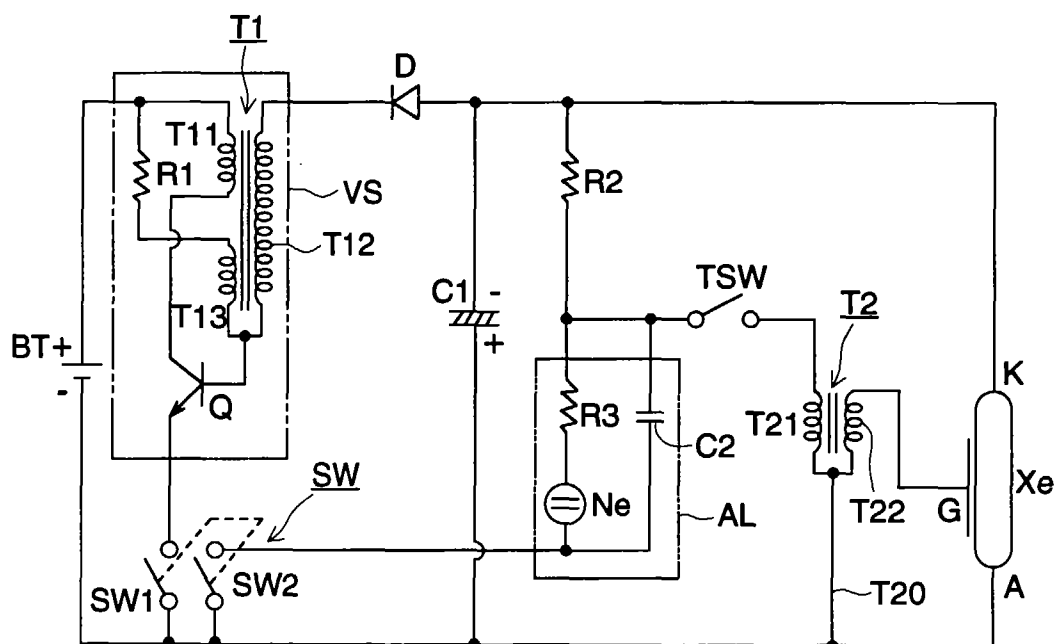 T1
D
T11
R1
VS
T12
R2
TSW
C1 -
+
T13
T2
BT+
-
K
Q
R3
T21
C2
SW
Ne
AL
T22
G
Xe
SW1
SW2
T20
A